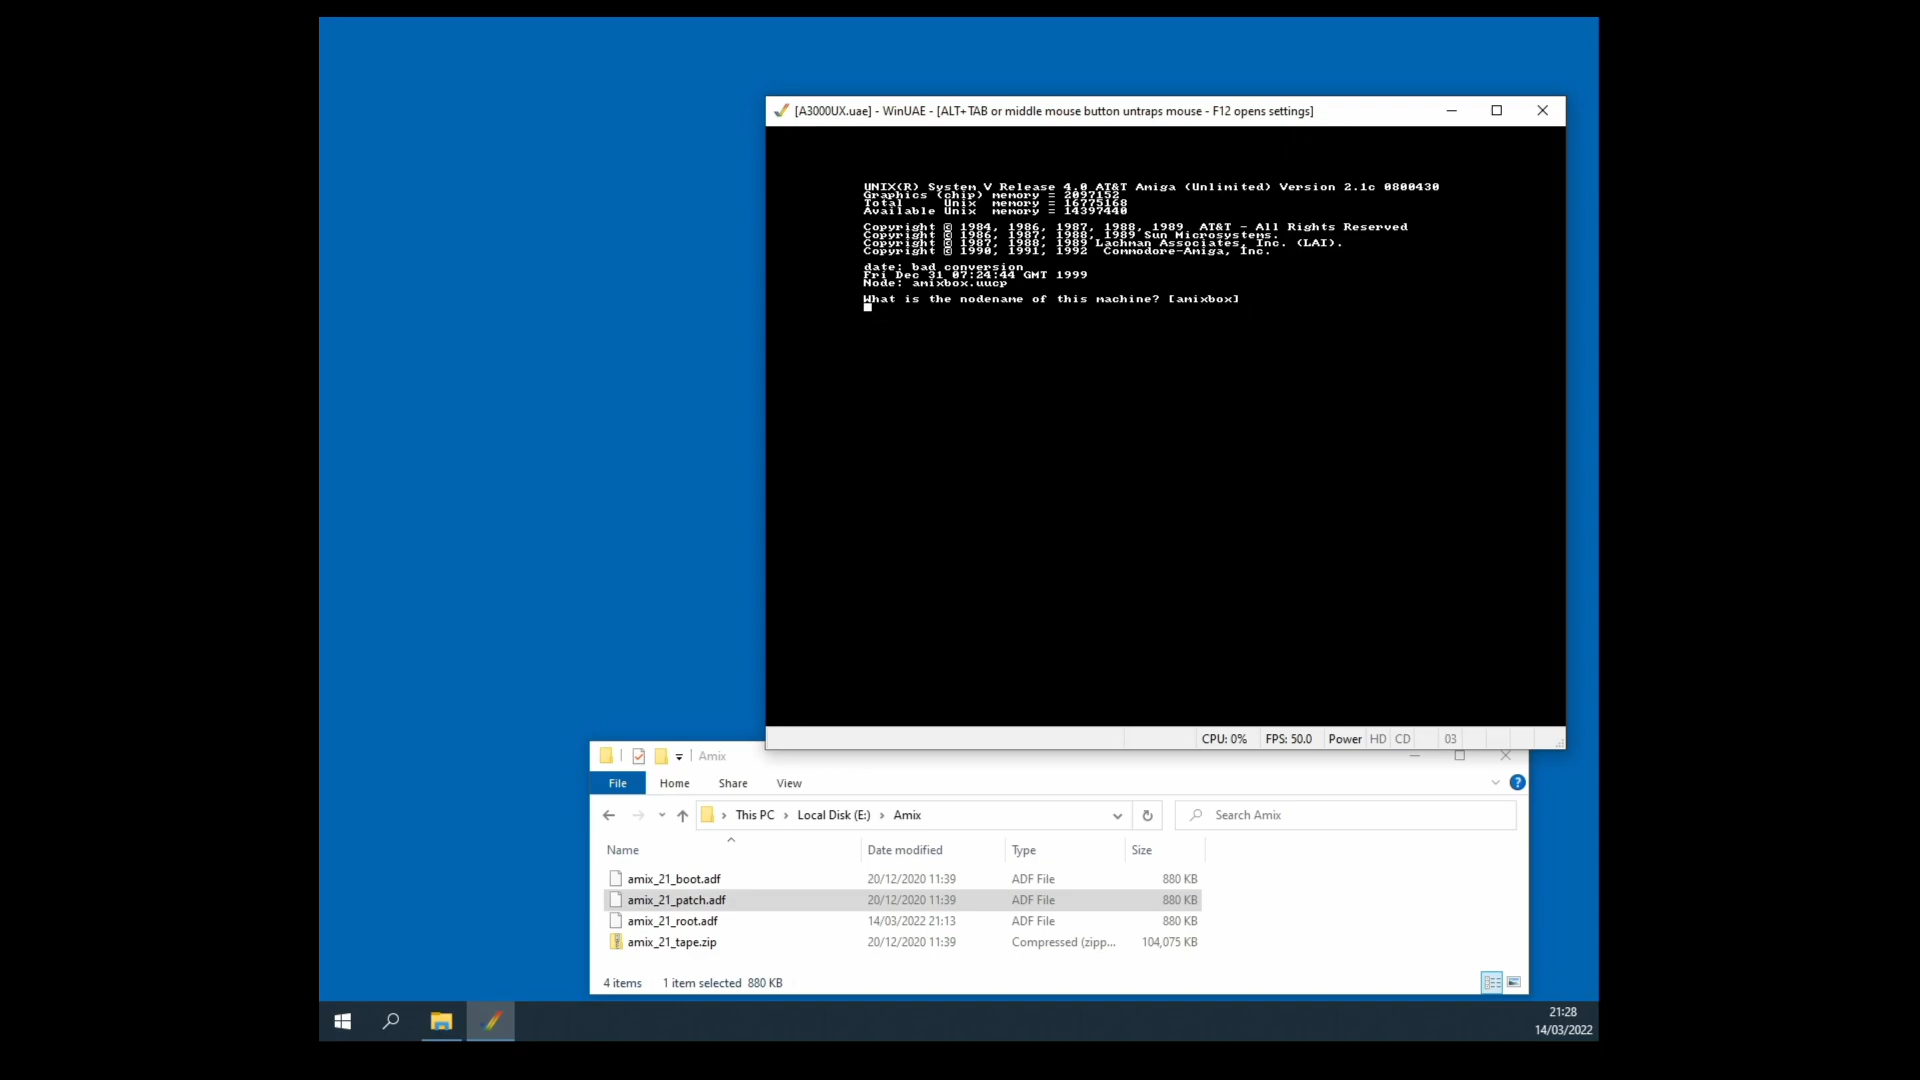 [A3000UX.uae] - WinUAE - [ALT+TAB or middle mouse button untraps mouse - F12 opens settings]
UNIX(R) System V Release 4.0 AT&T Amiga (Unlimited) Version 2.1c 0800430
Graphics (chip) memory = 2097152
Total Unix memory = 16775168
Available Unix memory = 14397440
Copyright © 1984, 1986, 1987, 1988, 1989 AT&T - All Rights Reserved
Copyright © 1986, 1987, 1988, 1989 Sun Microsystems.
Copyright © 1987, 1988, 1989 Lachman Associates, Inc. (LAI).
Copyright © 1990, 1991, 1992 Commodore-Amiga, Inc.
date: bad conversion
Fri Dec 31 07:24:44 GMT 1999
Node: amixbox.uucp
What is the nodename of this machine? [amixbox]
CPU: 0% FPS: 50.0 Power HD CD 03
Amix
File Home Share View
This PC › Local Disk (E:) › Amix
Search Amix
Name Date modified Type Size
amix_21_boot.adf 20/12/2020 11:39 ADF File 880 KB
amix_21_patch.adf 20/12/2020 11:39 ADF File 880 KB
amix_21_root.adf 14/03/2022 21:13 ADF File 880 KB
amix_21_tape.zip 20/12/2020 11:39 Compressed (zipp... 104,075 KB
4 items 1 item selected 880 KB
21:28
14/03/2022